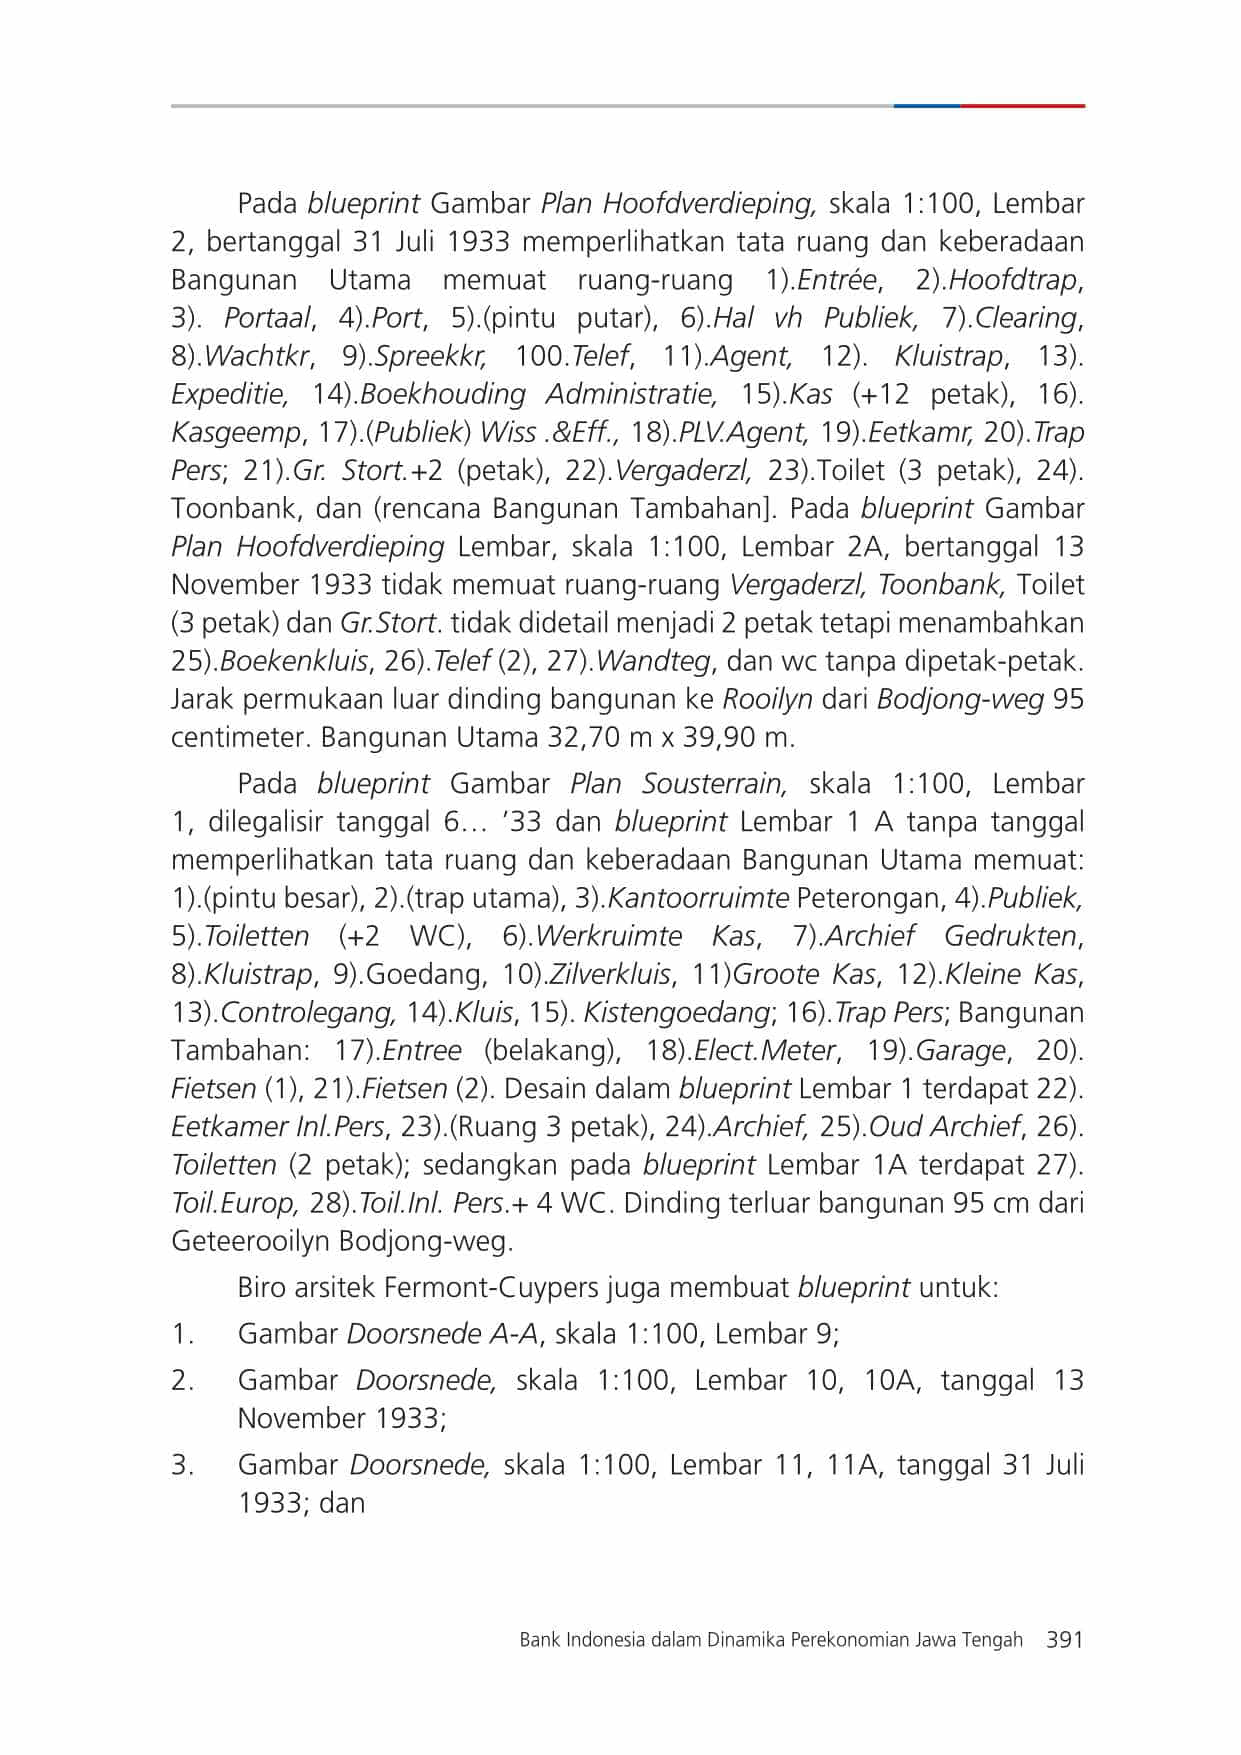 Pada blueprint Gambar Plan Hoofdverdieping, skala 1:100, Lembar
2, bertanggal 31 Juli 1933 memperlihatkan tata ruang dan keberadaan
Bangunan Utama memuat ruang-ruang 1).Entrée, 2).Hoofdtrap,
3). Portaal, 4).Port, 5).(pintu putar), 6).Hal vh Publiek, 7).Clearing,
8).Wachtkr, 9).Spreekkr, 100.Telef, 11).Agent, 12). Kluistrap, 13).
Expeditie, 14).Boekhouding Administratie, 15).Kas (+12 petak), 16).
Kasgeemp, 17).(Publiek) Wiss .&Eff., 18).PLV.Agent, 19).Eetkamr, 20).Trap
Pers; 21).Gr. Stort.+2 (petak), 22).Vergaderzl, 23).Toilet (3 petak), 24).
Toonbank, dan (rencana Bangunan Tambahan]. Pada blueprint Gambar
Plan Hoofdverdieping Lembar, skala 1:100, Lembar 2A, bertanggal 13
November 1933 tidak memuat ruang-ruang Vergaderzl, Toonbank, Toilet
(3 petak) dan Gr.Stort. tidak didetail menjadi 2 petak tetapi menambahkan
25).Boekenkluis, 26).Telef (2), 27).Wandteg, dan wc tanpa dipetak-petak.
Jarak permukaan luar dinding bangunan ke Rooilyn dari Bodjong-weg 95
centimeter. Bangunan Utama 32,70 m x 39,90 m.
Pada blueprint Gambar Plan Sousterrain, skala 1:100, Lembar
1, dilegalisir tanggal 6… ’33 dan blueprint Lembar 1 A tanpa tanggal
memperlihatkan tata ruang dan keberadaan Bangunan Utama memuat:
1).(pintu besar), 2).(trap utama), 3).Kantoorruimte Peterongan, 4).Publiek,
5).Toiletten (+2 WC), 6).Werkruimte Kas, 7).Archief Gedrukten,
8).Kluistrap, 9).Goedang, 10).Zilverkluis, 11)Groote Kas, 12).Kleine Kas,
13).Controlegang, 14).Kluis, 15). Kistengoedang; 16).Trap Pers; Bangunan
Tambahan: 17).Entree (belakang), 18).Elect.Meter, 19).Garage, 20).
Fietsen (1), 21).Fietsen (2). Desain dalam blueprint Lembar 1 terdapat 22).
Eetkamer Inl.Pers, 23).(Ruang 3 petak), 24).Archief, 25).Oud Archief, 26).
Toiletten (2 petak); sedangkan pada blueprint Lembar 1A terdapat 27).
Toil.Europ, 28).Toil.Inl. Pers.+ 4 WC. Dinding terluar bangunan 95 cm dari
Geteerooilyn Bodjong-weg.
Biro arsitek Fermont-Cuypers juga membuat blueprint untuk:
1. Gambar Doorsnede A-A, skala 1:100, Lembar 9;
2. Gambar Doorsnede, skala 1:100, Lembar 10, 10A, tanggal 13
November 1933;
3. Gambar Doorsnede, skala 1:100, Lembar 11, 11A, tanggal 31 Juli
1933; dan
Bank Indonesia dalam Dinamika Perekonomian Jawa Tengah 391